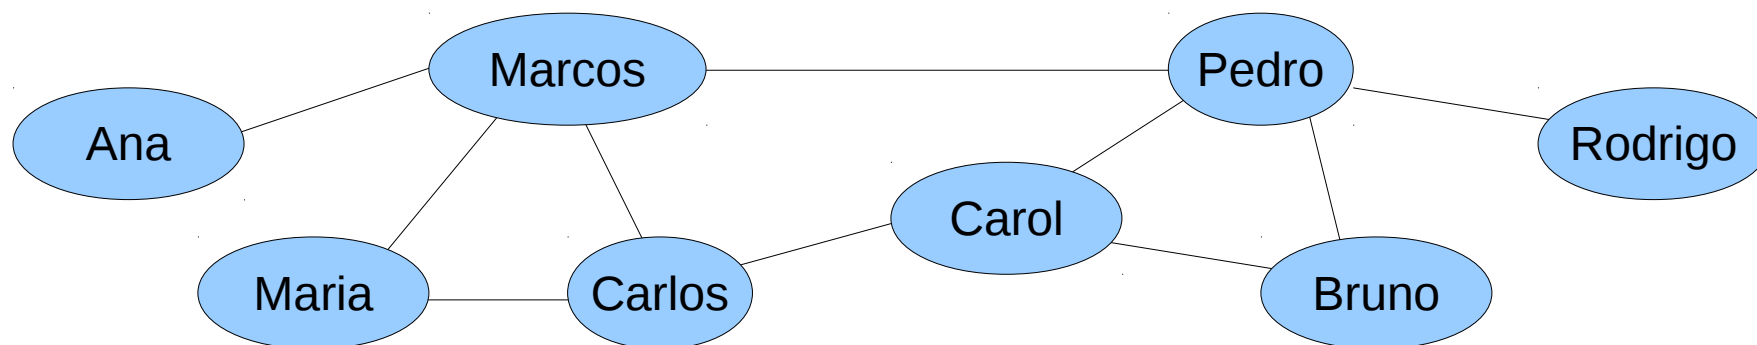 Marcos
Pedro
Ana
Rodrigo
Carol
Maria
Carlos
Bruno